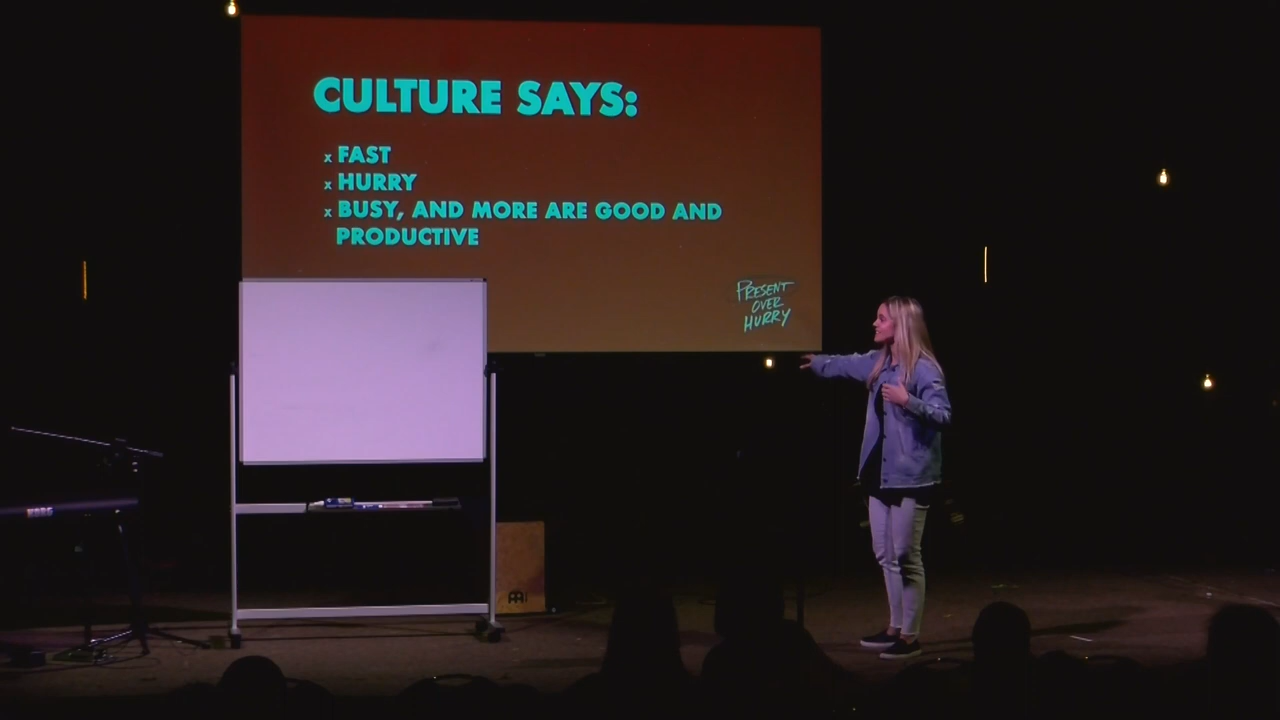 CULTURE SAYS:
x FAST
x HURRY
x BUSY, AND MORE ARE GOOD AND
PRODUCTIVE
PRESENT
OVER
HURRY